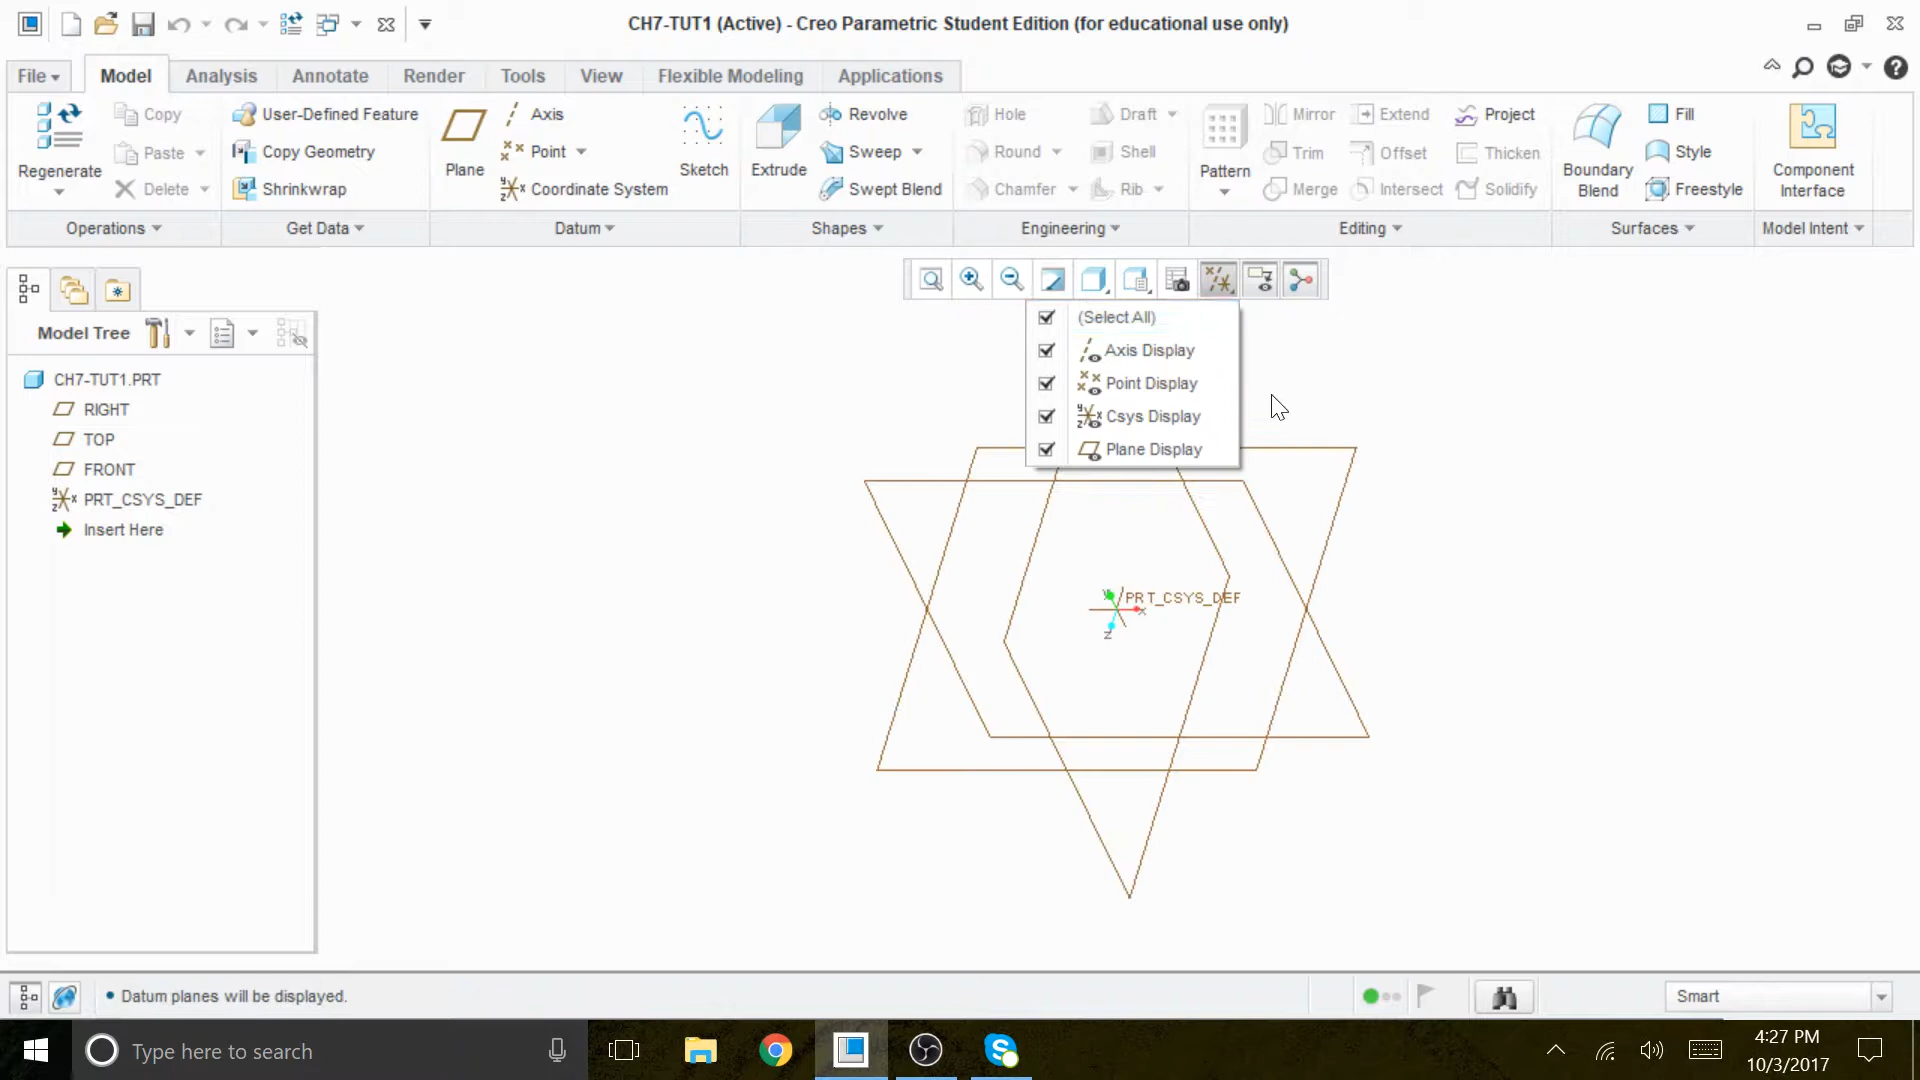 CH7-TUT1 (Active) - Creo Parametric Student Edition (for educational use only)
File Model Analysis Annotate Render Tools View Flexible Modeling Applications
Regenerate
Copy
Paste
Delete
Operations
User-Defined Feature
Copy Geometry
Shrinkwrap
Get Data
Plane
Axis
Point
Coordinate System
Sketch
Datum
Extrude
Revolve
Sweep
Swept Blend
Shapes
Hole
Round
Chamfer
Draft
Shell
Rib
Engineering
Pattern
Mirror
Trim
Merge
Extend
Offset
Intersect
Project
Thicken
Solidify
Editing
Boundary
Blend
Fill
Style
Freestyle
Surfaces
Component
Interface
Model Intent
Model Tree
CH7-TUT1.PRT
RIGHT
TOP
FRONT
PRT_CSYS_DEF
Insert Here
(Select All)
Axis Display
Point Display
Csys Display
Plane Display
PRT_CSYS_DEF
X
Y
Z
Datum planes will be displayed.
Smart
Type here to search
4:27 PM
10/3/2017